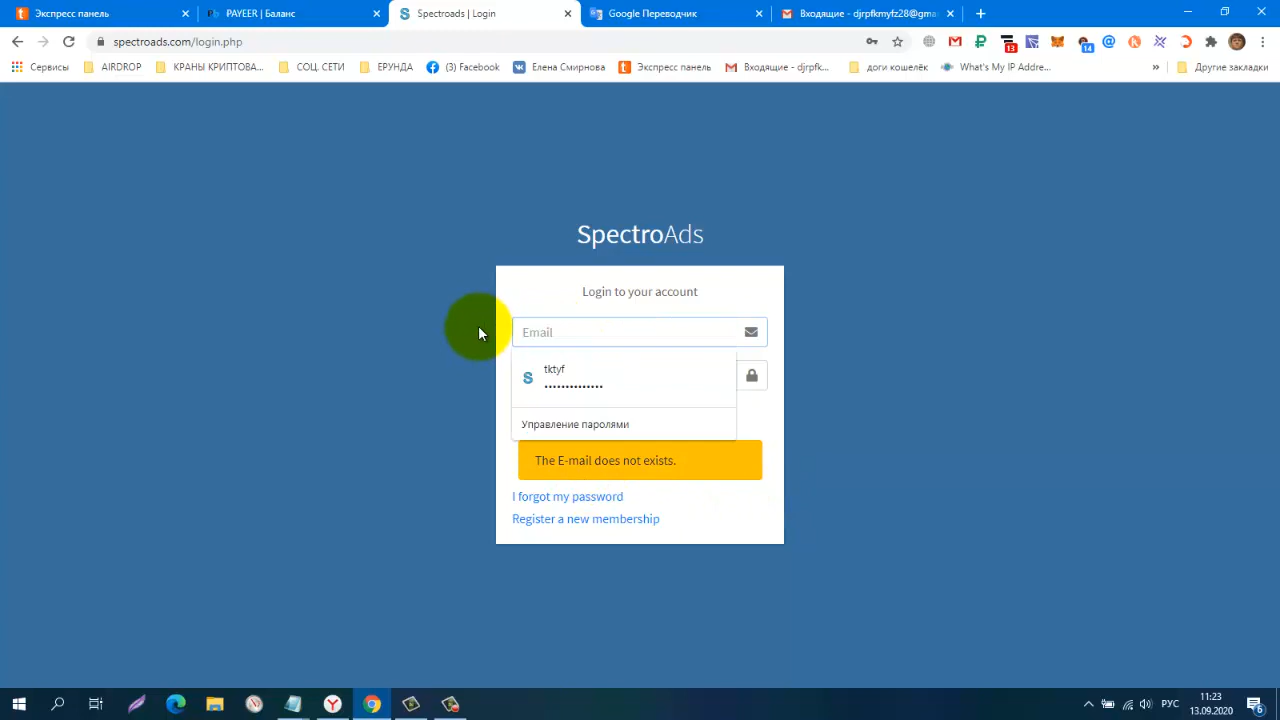 Экспресс панель
PAYEER | Баланс
Spectroads | Login
Google Переводчик
Входящие - djrpfkmyfz28@gma
spectroads.com/login.php
13
14
Сервисы
AIRDROP
КРАНЫ КРИПТОВА...
СОЦ. СЕТИ
ЕРУНДА
(3) Facebook
Елена Смирнова
Экспресс панель
Входящие - djrpfk...
доги кошелёк
What's My IP Addre...
»
Другие закладки
SpectroAds
Login to your account
Email
tktyf
••••••••••••••
Управление паролями
The E-mail does not exists.
I forgot my password
Register a new membership
РУС
11:23
13.09.2020
6